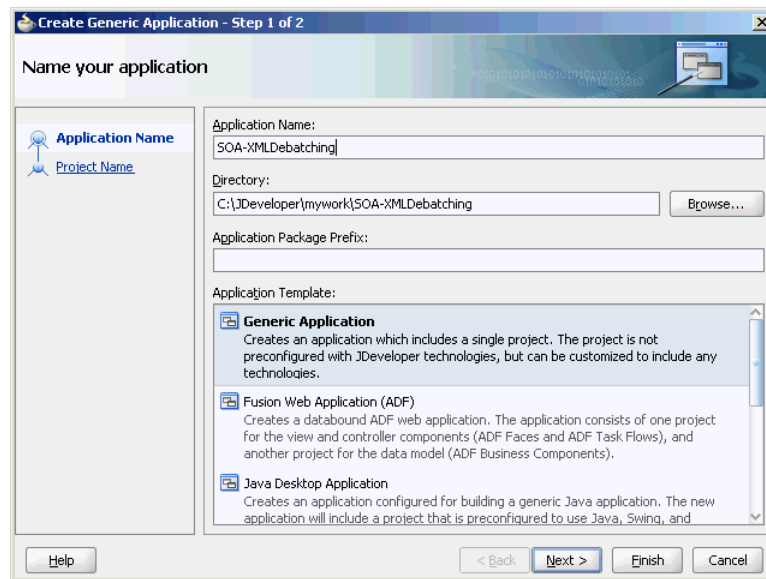 Create Generic Application - Step 1 of 2
Name your application
Application Name
Project Name
Application Name:
SOA-XMLDebatching
Directory:
C:\JDeveloper\mywork\SOA-XMLDebatching
Browse...
Application Package Prefix:
Application Template:
Generic Application
Creates an application which includes a single project. The project is not
preconfigured with JDeveloper technologies, but can be customized to include any
technologies.
Fusion Web Application (ADF)
Creates a databound ADF web application. The application consists of one project
for the view and controller components (ADF Faces and ADF Task Flows), and
another project for the data model (ADF Business Components).
Java Desktop Application
Creates an application configured for building a generic Java application. The new
application will include a project that is preconfigured to use Java, Swing, and
Help
< Back
Next >
Finish
Cancel